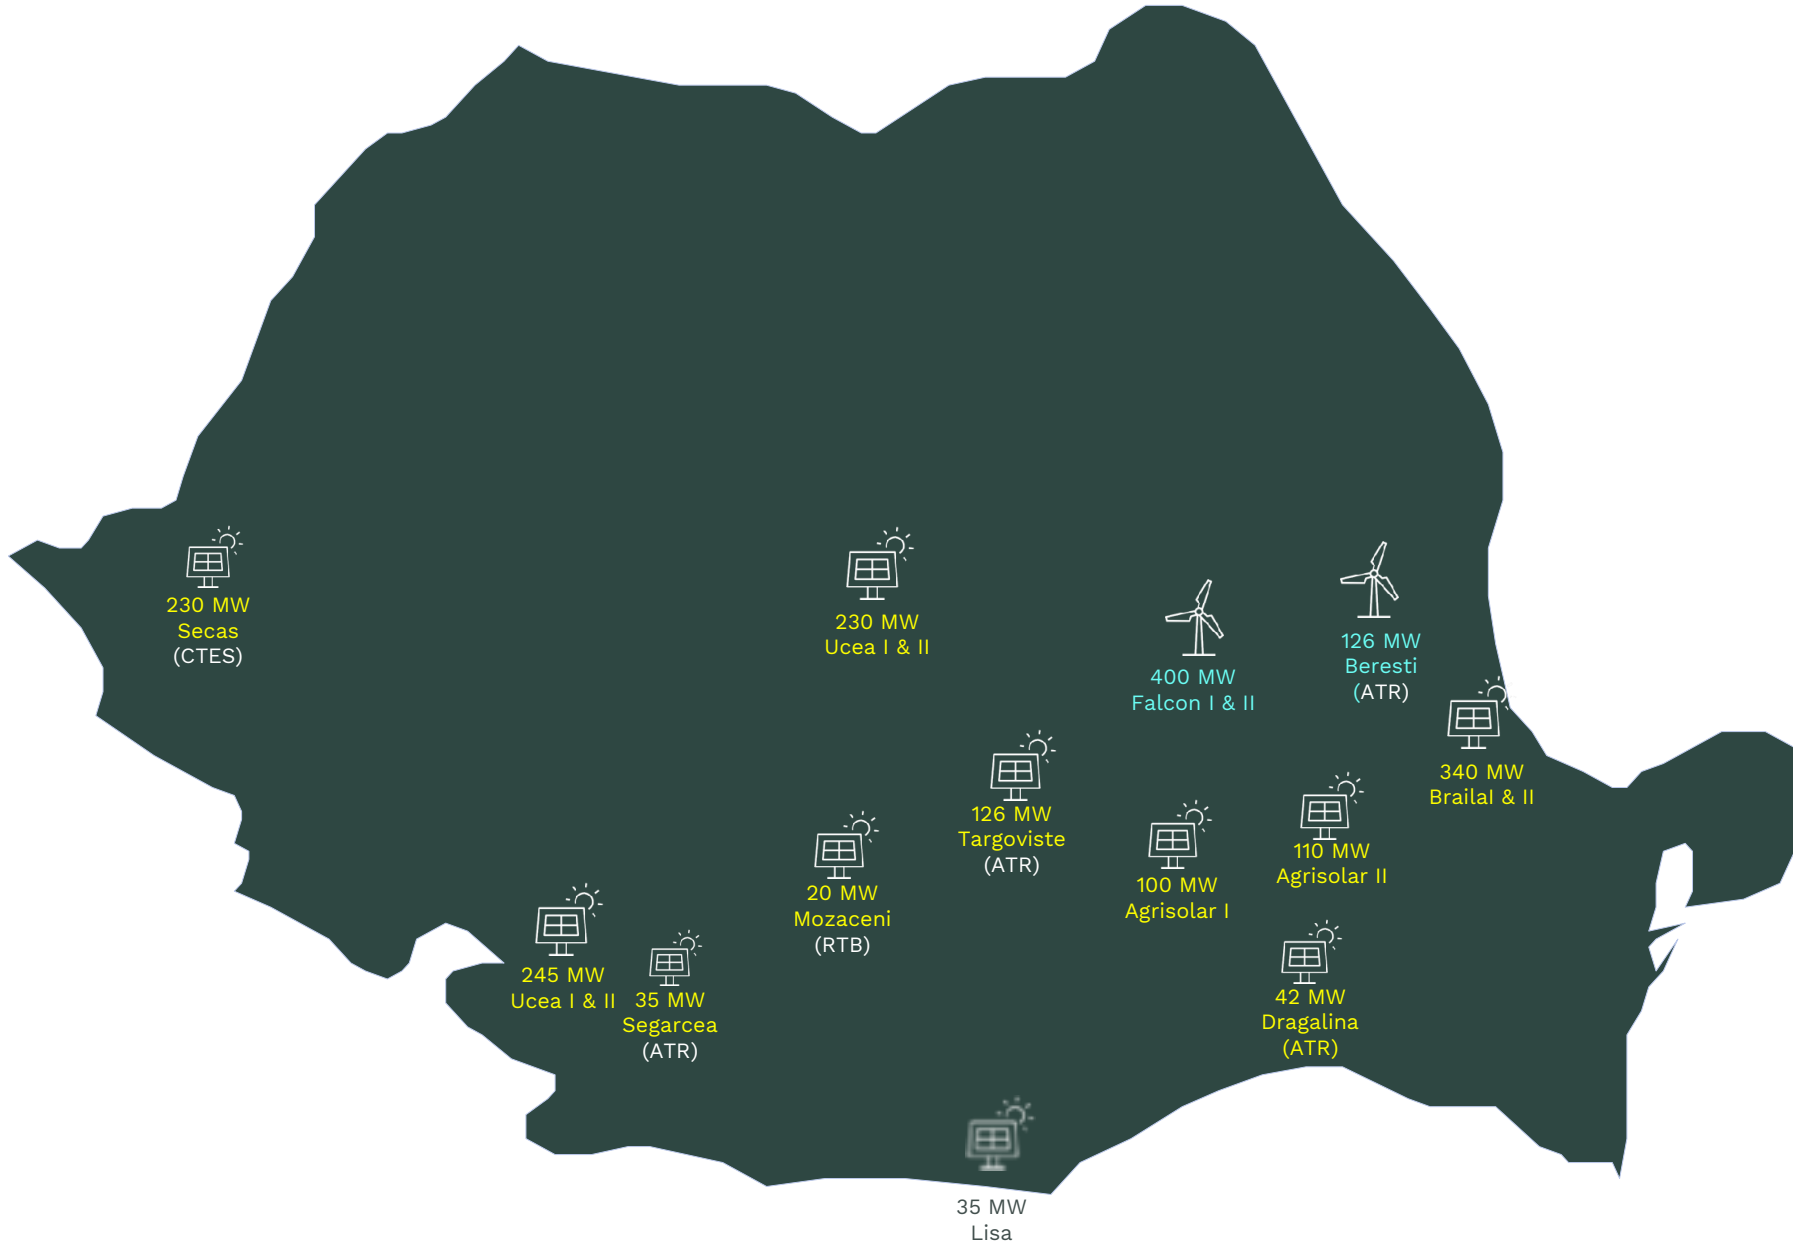 230 MW
Secas
(CTES)
230 MW
Ucea I & II
400 MW
Falcon I & II
126 MW
Beresti
(ATR)
340 MW
BrailaI & II
126 MW
Targoviste
(ATR)
110 MW
Agrisolar II
100 MW
Agrisolar I
20 MW
Mozaceni
(RTB)
245 MW
Ucea I & II
35 MW
Segarcea
(ATR)
42 MW
Dragalina
(ATR)
35 MW
Lisa